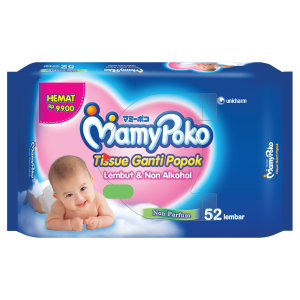 HEMAT
Rp 9900
unicharm
マミーポコ
MamyPoko
Tissue Ganti Popok
Lembut & Non Alkohol
Non Parfum
52 lembar